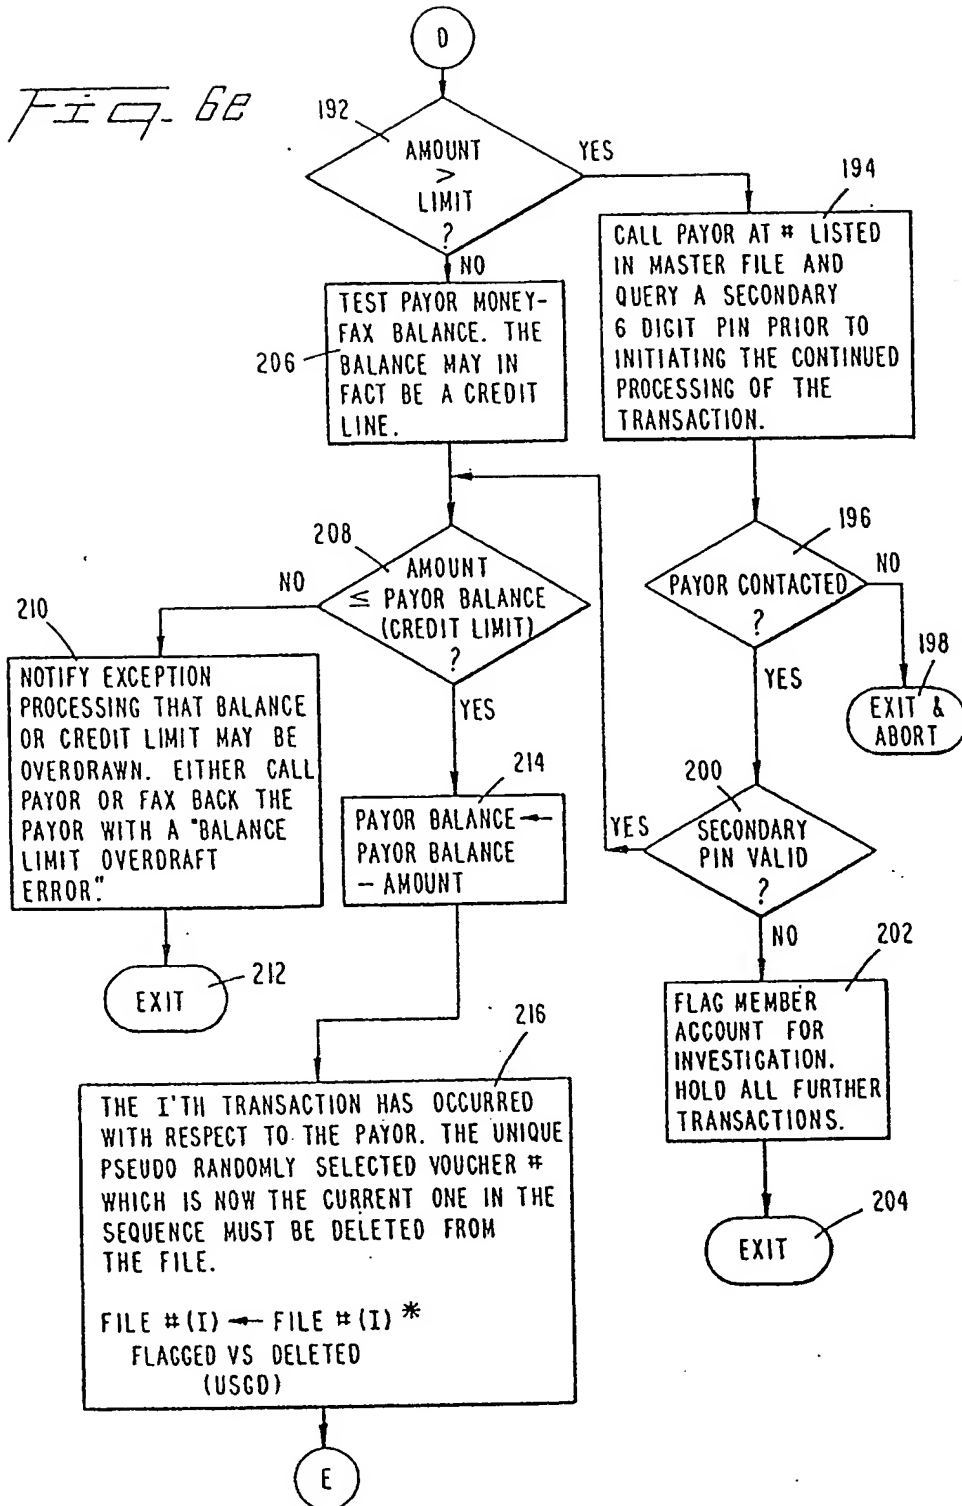 D
Fig. 6e
192
AMOUNT
>
LIMIT
?
YES
NO
194
CALL PAYOR AT # LISTED
IN MASTER FILE AND
QUERY A SECONDARY
6 DIGIT PIN PRIOR TO
INITIATING THE CONTINUED
PROCESSING OF THE
TRANSACTION.
206
TEST PAYOR MONEY-
FAX BALANCE. THE
BALANCE MAY IN
FACT BE A CREDIT
LINE.
196
PAYOR CONTACTED
?
NO
YES
198
EXIT &
ABORT
208
AMOUNT
≤ PAYOR BALANCE
(CREDIT LIMIT)
?
NO
YES
210
NOTIFY EXCEPTION
PROCESSING THAT BALANCE
OR CREDIT LIMIT MAY BE
OVERDRAWN. EITHER CALL
PAYOR OR FAX BACK THE
PAYOR WITH A "BALANCE
LIMIT OVERDRAFT
ERROR".
212
EXIT
214
PAYOR BALANCE ←
PAYOR BALANCE
- AMOUNT
200
SECONDARY
PIN VALID
?
YES
NO
202
FLAG MEMBER
ACCOUNT FOR
INVESTIGATION.
HOLD ALL FURTHER
TRANSACTIONS.
204
EXIT
216
THE I'TH TRANSACTION HAS OCCURRED
WITH RESPECT TO THE PAYOR. THE UNIQUE
PSEUDO RANDOMLY SELECTED VOUCHER #
WHICH IS NOW THE CURRENT ONE IN THE
SEQUENCE MUST BE DELETED FROM
THE FILE.
FILE #(I) ← FILE #(I) *
FLAGGED VS DELETED
(USGD)
E